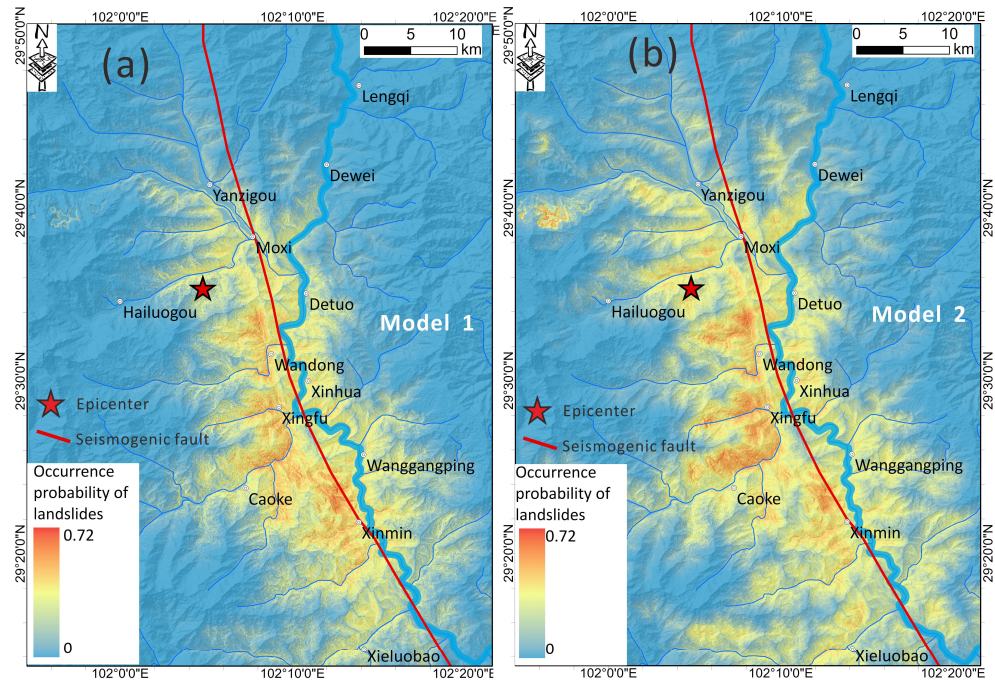 102°0'0"E 102°10'0"E 102°20'0"E
29°50'0"N
29°40'0"N
29°30'0"N
29°20'0"N
N
(a)
0 5 10
km
E
Lengqi
Dewei
Yanzigou
Moxi
Detuo
Hailuogou
Model 1
Wandong
Xinhua
Epicenter
Xingfu
Seismogenic fault
Wanggangping
Occurrence
probability of
landslides
0.72
0
Caoke
Xinmin
Xieluobao
102°0'0"E 102°10'0"E 102°20'0"E
102°0'0"E 102°10'0"E 102°20'0"E
N
(b)
0 5 10
km
Lengqi
Dewei
Yanzigou
Moxi
Detuo
Hailuogou
Model 2
Wandong
Xinhua
Epicenter
Xingfu
Seismogenic fault
Wanggangping
Occurrence
probability of
landslides
0.72
0
Caoke
Xinmin
Xieluobao
29°50'0"N
29°40'0"N
29°30'0"N
29°20'0"N
29°40'0"N
29°30'0"N
29°20'0"N
102°0'0"E 102°10'0"E 102°20'0"E